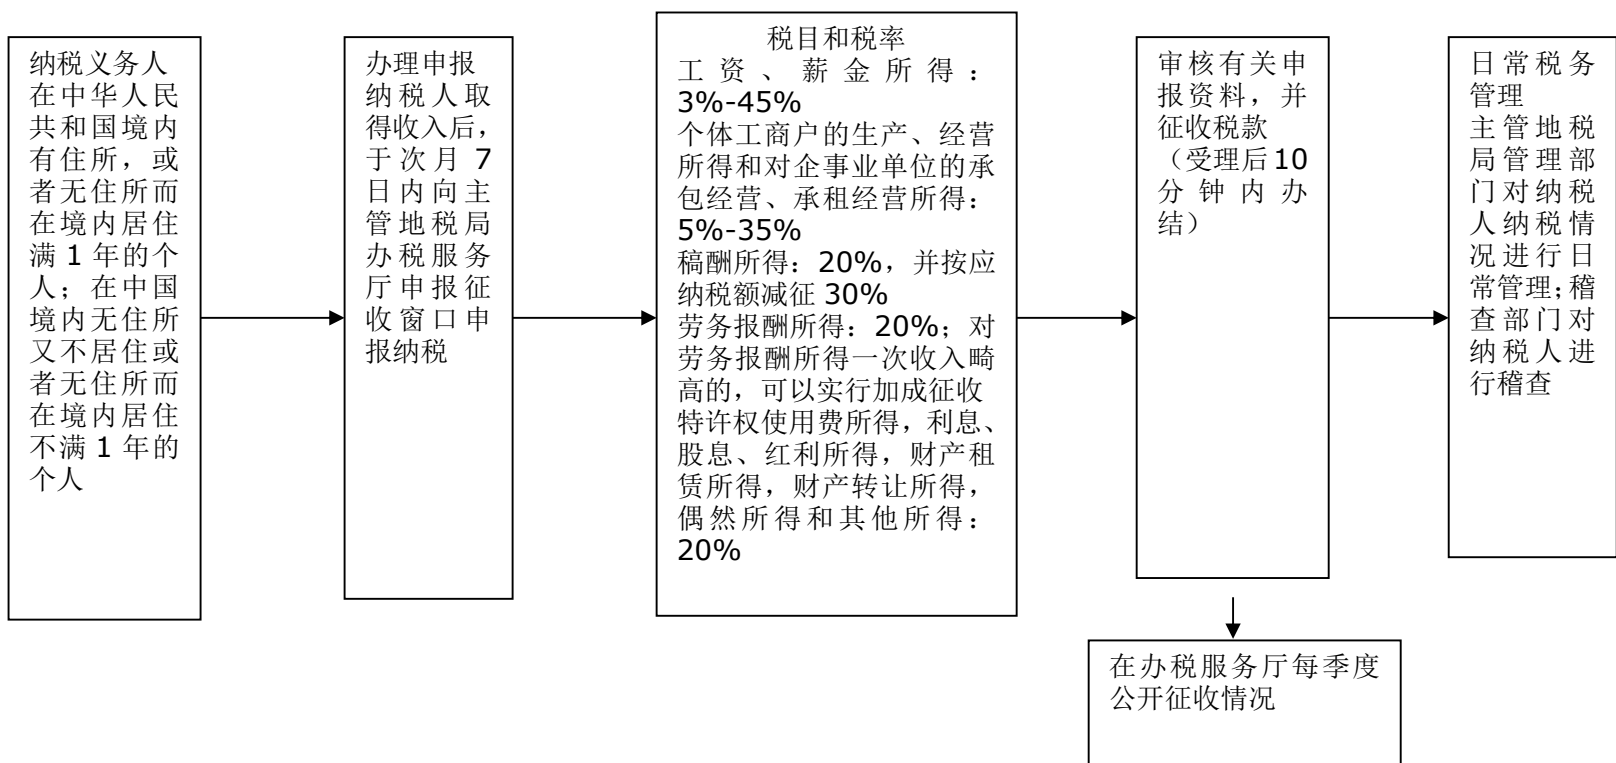 纳税义务人
在中华人民
共和国境内
有住所，或
者无住所而
在境内居住
满 1 年的个
人；在中国
境内无住所
又不居住或
者无住所而
在境内居住
不满 1 年的
个人
办理申报
纳税人取
得收入后，
于次月 7
日内向主
管地税局
办税服务
厅申报征
收窗口申
报纳税
税目和税率
工资、薪金所得：
3%-45%
个体工商户的生产、经营
所得和对企事业单位的承
包经营、承租经营所得：
5%-35%
稿酬所得：20%，并按应
纳税额减征 30%
劳务报酬所得：20%；对
劳务报酬所得一次收入畸
高的，可以实行加成征收
特许权使用费所得，利息、
股息、红利所得，财产租
赁所得，财产转让所得，
偶然所得和其他所得：
20%
审核有关申
报资料，并
征收税款
（受理后 10
分钟内办
结）
日常税务
管理
主管地税
局管理部
门对纳税
人纳税情
况进行日
常管理；稽
查部门对
纳税人进
行稽查
在办税服务厅每季度
公开征收情况